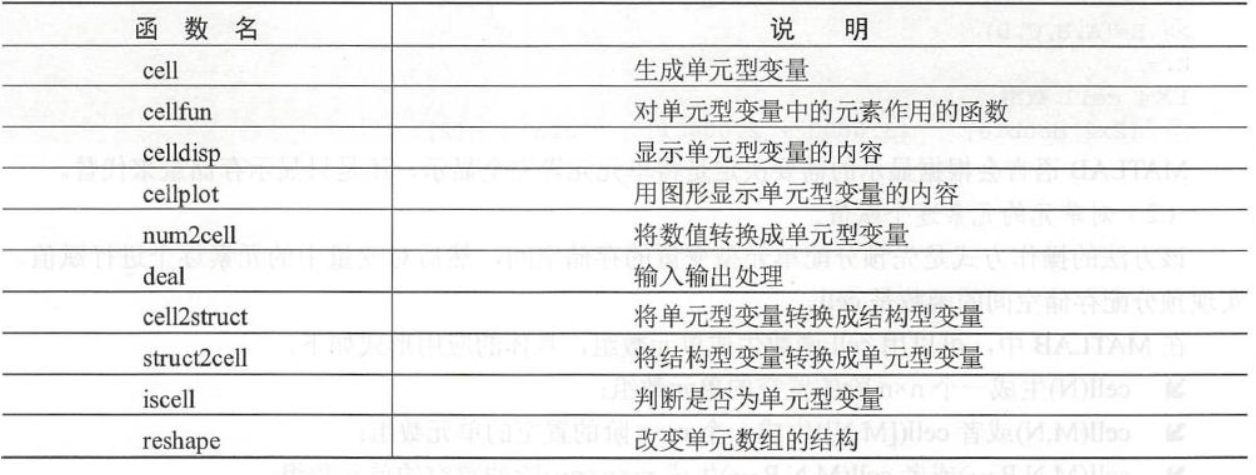 函 数 名 说 明
cell 生成单元型变量
cellfun 对单元型变量中的元素作用的函数
celldisp 显示单元型变量的内容
cellplot 用图形显示单元型变量的内容
num2cell 将数值转换成单元型变量
deal 输入输出处理
cell2struct 将单元型变量转换成结构型变量
struct2cell 将结构型变量转换成单元型变量
iscell 判断是否为单元型变量
reshape 改变单元数组的结构